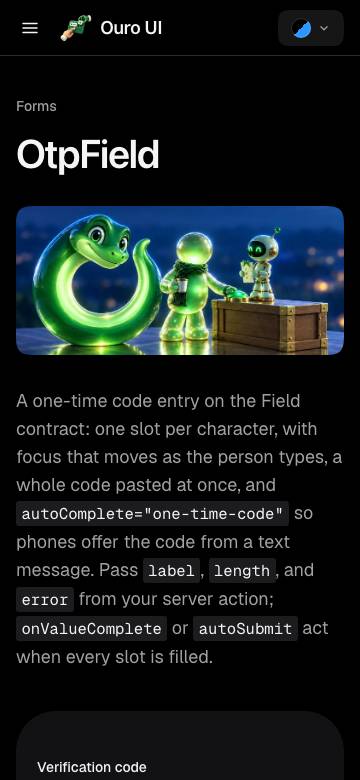 Ouro UI
Forms
OtpField
A one-time code entry on the Field
contract: one slot per character, with
focus that moves as the person types, a
whole code pasted at once, and
autoComplete="one-time-code" so
phones offer the code from a text
message. Pass label, length, and
error from your server action;
onValueComplete or autoSubmit act
when every slot is filled.
Verification code